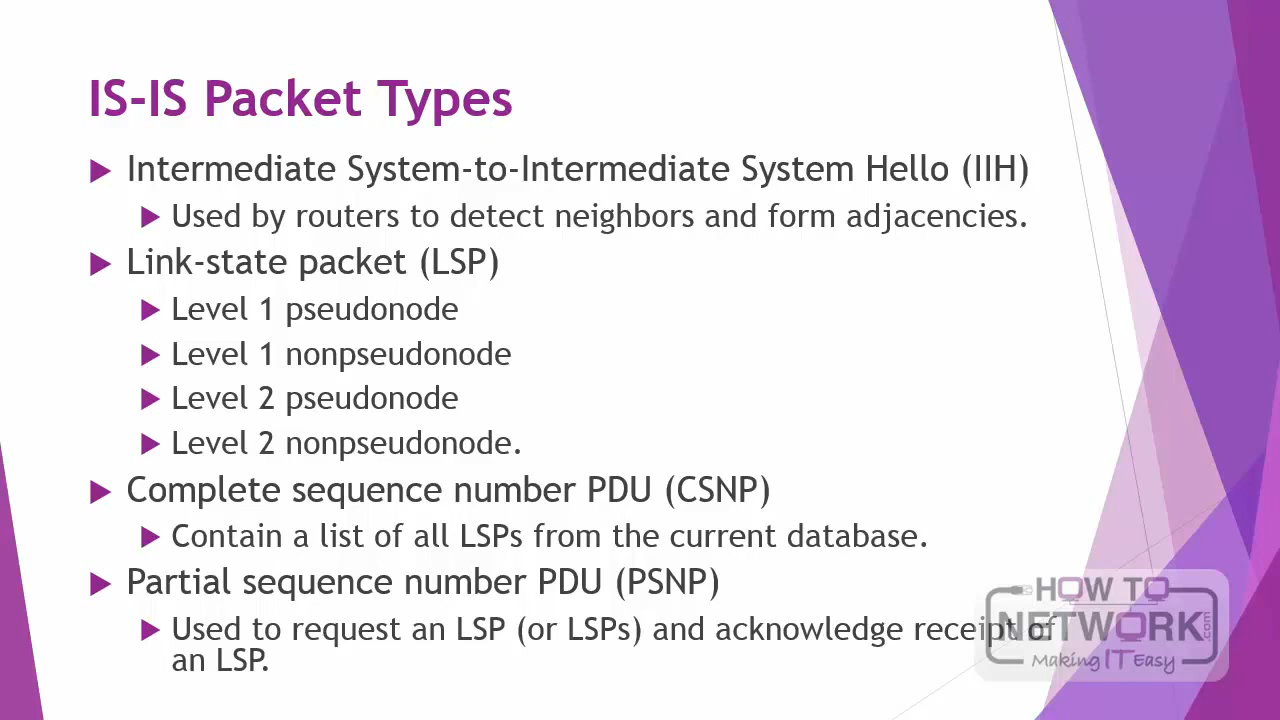 IS-IS Packet Types
Intermediate System-to-Intermediate System Hello (IIH)
Used by routers to detect neighbors and form adjacencies.
Link-state packet (LSP)
Level 1 pseudonode
Level 1 nonpseudonode
Level 2 pseudonode
Level 2 nonpseudonode.
Complete sequence number PDU (CSNP)
Contain a list of all LSPs from the current database.
Partial sequence number PDU (PSNP)
Used to request an LSP (or LSPs) and acknowledge receipt of
an LSP.
HOW TO
NETWORK.com
Making IT Easy